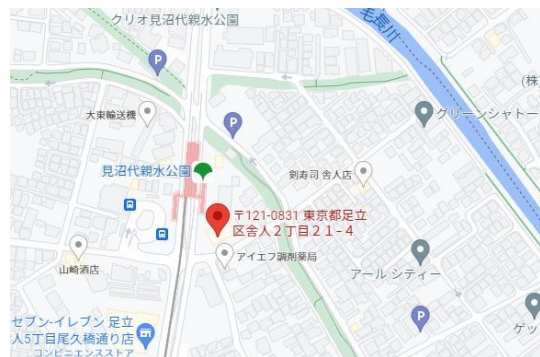 クリオ見沼代親水公園
毛長川
P
(株
大東輸送機
P
グリーンシャトー
見沼代親水公園
剣寿司 舎人店
〒121-0831 東京都足立
区舎人2丁目21-4
アイエフ調剤薬局
山崎酒店
アール シティー
セブン-イレブン 足立
人5丁目尾久橋通り店
コンビニエンスストア
P
ゲッ